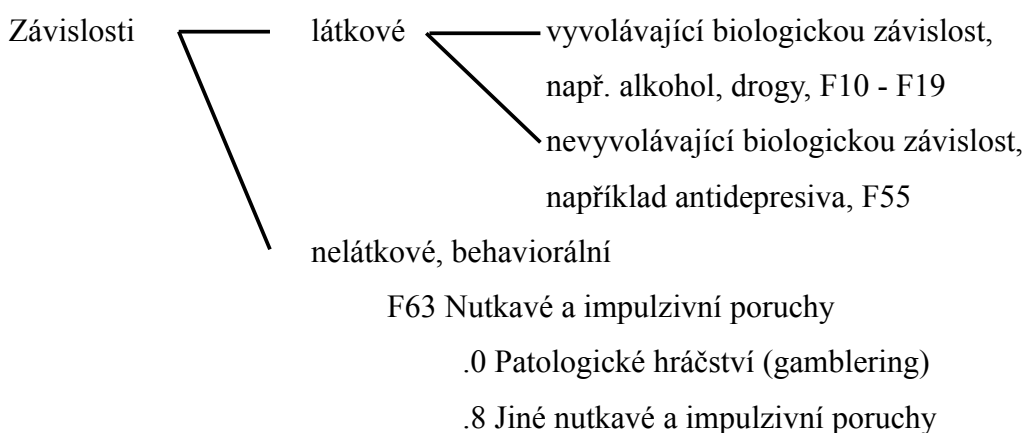 Závislosti látkové vyvolávající biologickou závislost,
např. alkohol, drogy, F10 - F19
nevyvolávající biologickou závislost,
například antidepresiva, F55
nelátkové, behaviorální
F63 Nutkavé a impulzivní poruchy
.0 Patologické hráčství (gamblering)
.8 Jiné nutkavé a impulzivní poruchy